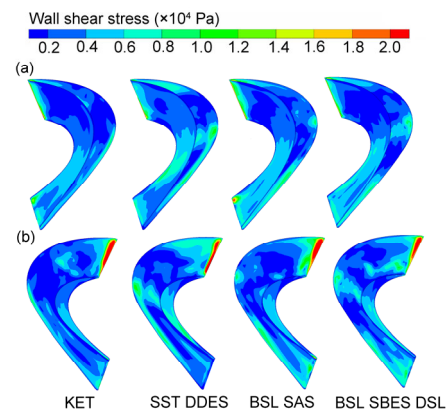 Wall shear stress (×10⁴ Pa)
0.2 0.4 0.6 0.8 1.0 1.2 1.4 1.6 1.8 2.0
(a)
(b)
KET SST DDES BSL SAS BSL SBES DSL